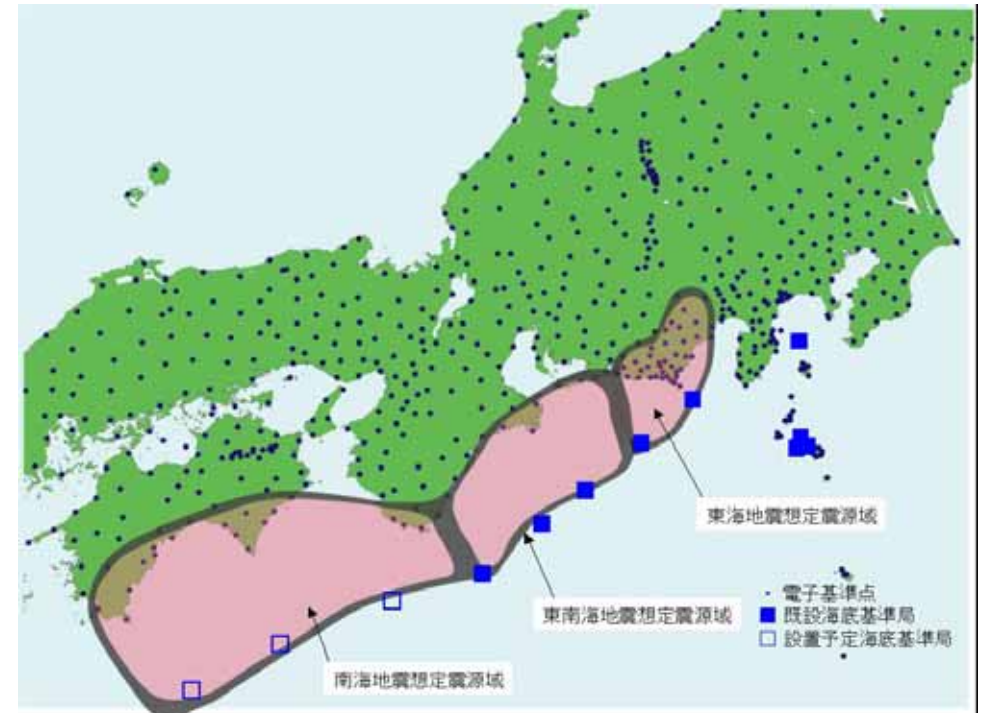 東海地震想定震源域
電子基準点
既設海底基準局
設置予定海底基準局
東南海地震想定震源域
南海地震想定震源域